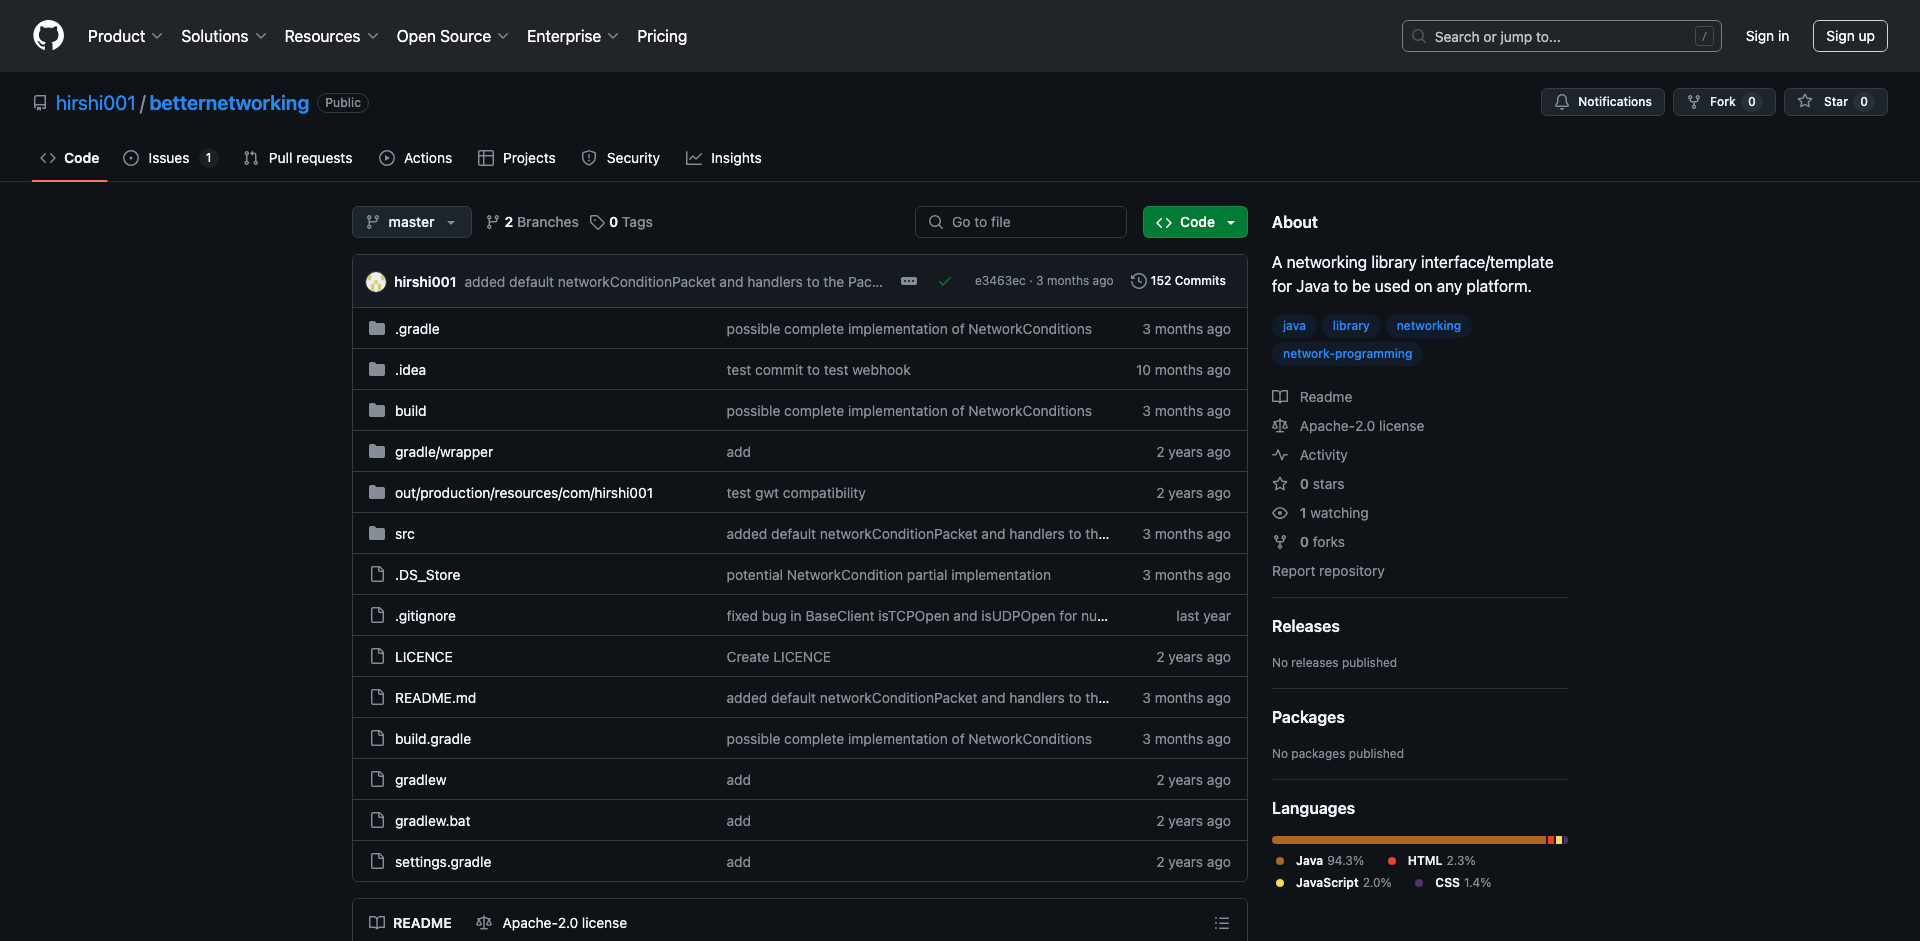 Product Solutions Resources Open Source Enterprise Pricing Search or jump to... / Sign in Sign up
hirshi001/betternetworking Public Notifications Fork 0 Star 0
Code Issues 1 Pull requests Actions Projects Security Insights
master 2 Branches 0 Tags Go to file Code
hirshi001 added default networkConditionPacket and handlers to the Pac... e3463ec · 3 months ago 152 Commits
.gradle possible complete implementation of NetworkConditions 3 months ago
.idea test commit to test webhook 10 months ago
build possible complete implementation of NetworkConditions 3 months ago
gradle/wrapper add 2 years ago
out/production/resources/com/hirshi001 test gwt compatibility 2 years ago
src added default networkConditionPacket and handlers to th... 3 months ago
.DS_Store potential NetworkCondition partial implementation 3 months ago
.gitignore fixed bug in BaseClient isTCPOpen and isUDPOpen for nu... last year
LICENCE Create LICENCE 2 years ago
README.md added default networkConditionPacket and handlers to th... 3 months ago
build.gradle possible complete implementation of NetworkConditions 3 months ago
gradlew add 2 years ago
gradlew.bat add 2 years ago
settings.gradle add 2 years ago
README Apache-2.0 license
About
A networking library interface/template
for Java to be used on any platform.
java library networking
network-programming
Readme
Apache-2.0 license
Activity
0 stars
1 watching
0 forks
Report repository
Releases
No releases published
Packages
No packages published
Languages
Java 94.3% HTML 2.3%
JavaScript 2.0% CSS 1.4%